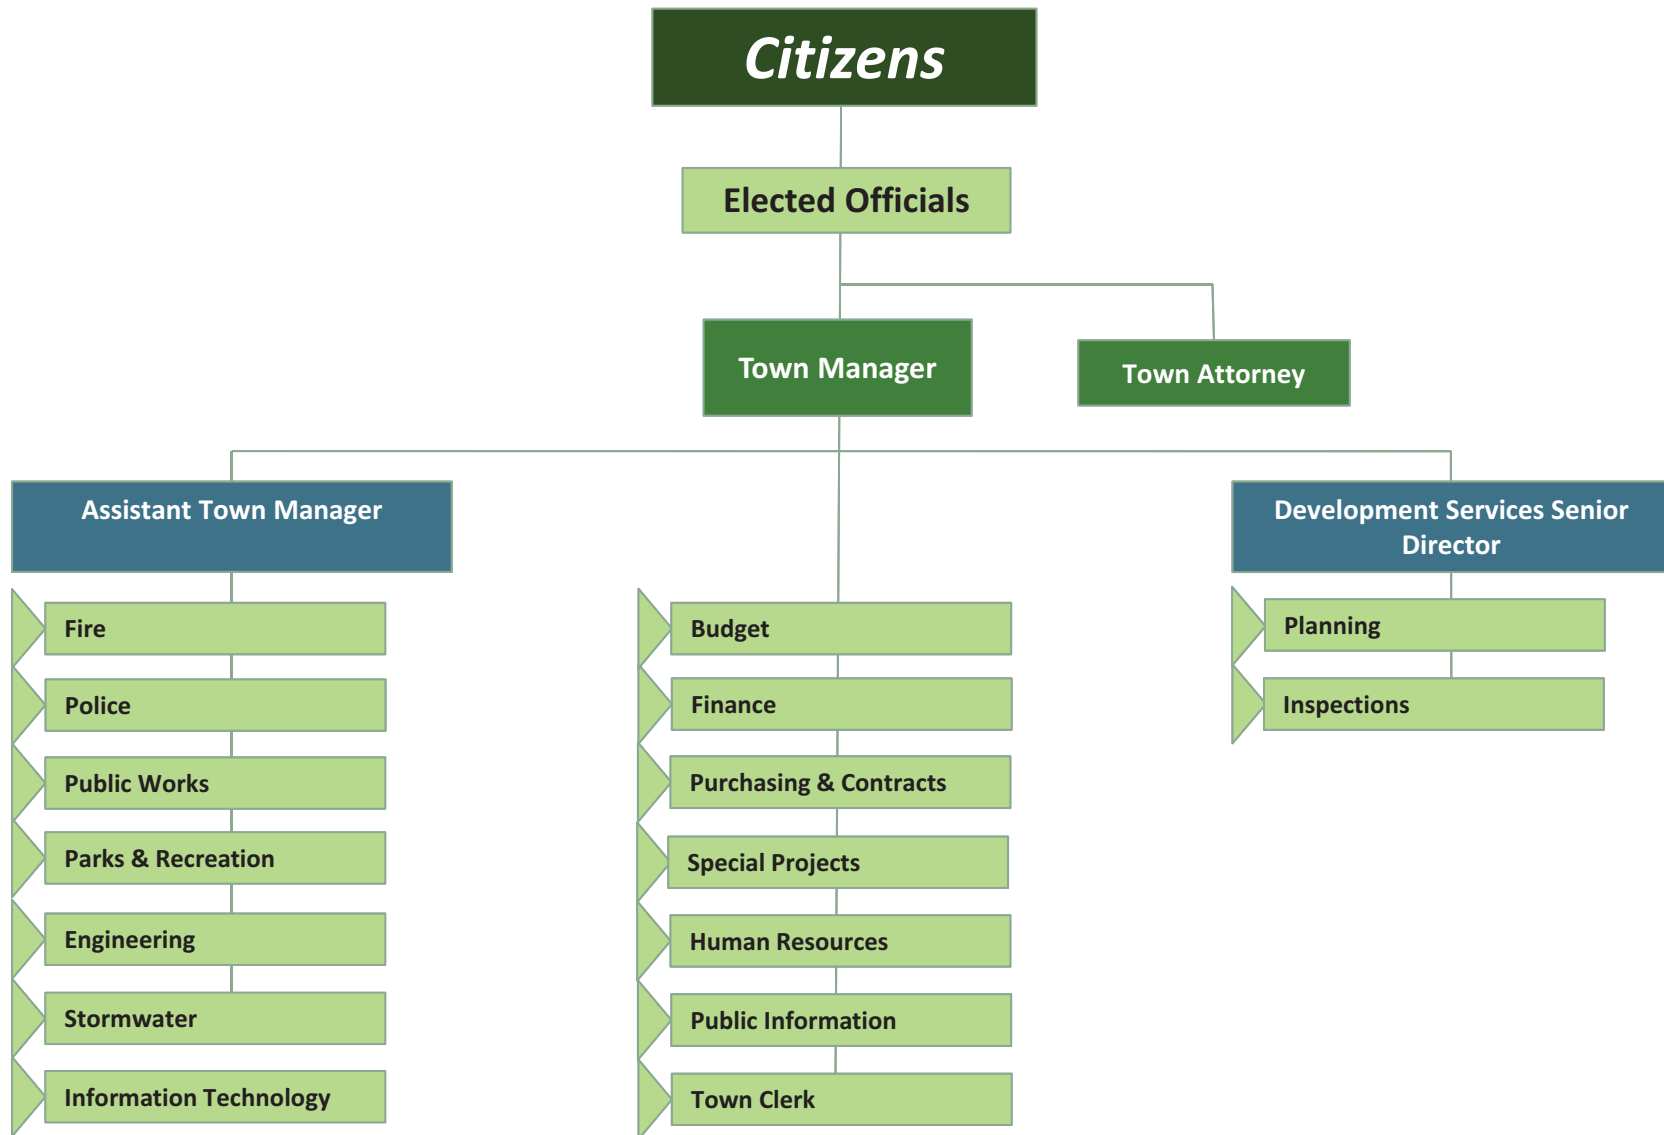 Citizens
Elected Officials
Town Manager
Town Attorney
Assistant Town Manager
Fire
Police
Public Works
Parks & Recreation
Engineering
Stormwater
Information Technology
Budget
Finance
Purchasing & Contracts
Special Projects
Human Resources
Public Information
Town Clerk
Development Services Senior
Director
Planning
Inspections